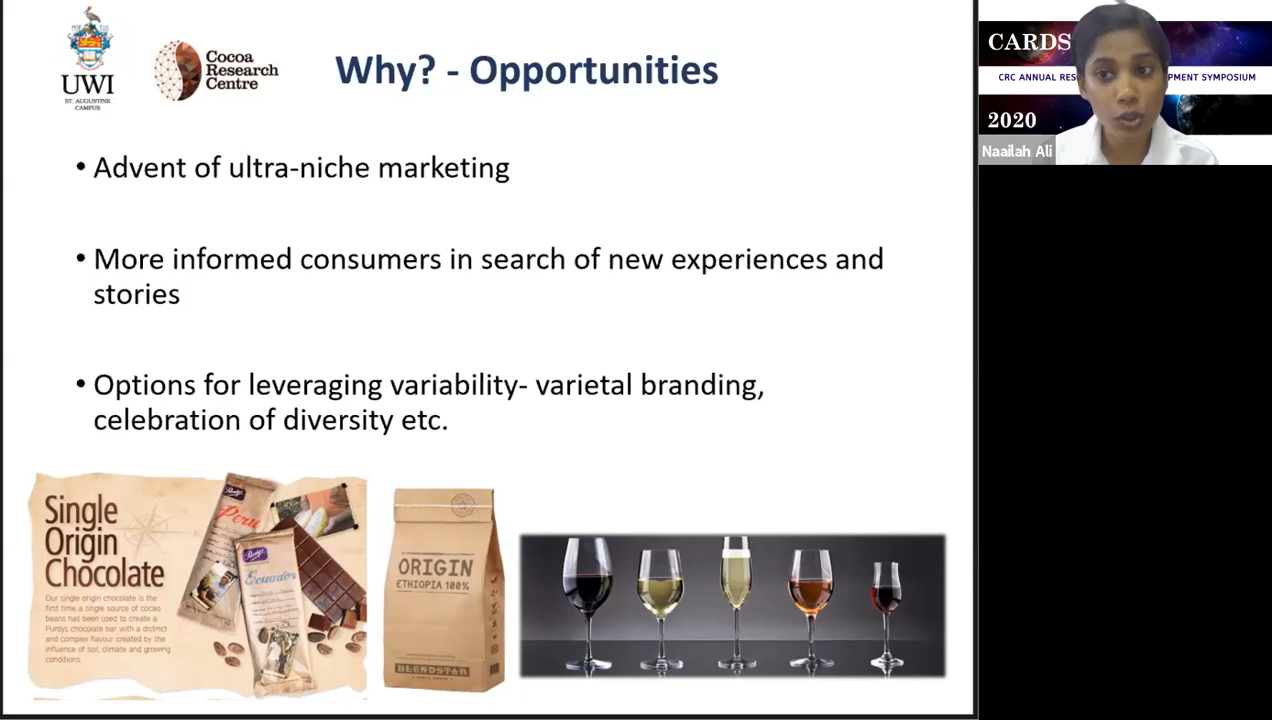 UWI
ST. AUGUSTINE
CAMPUS
Cocoa
Research
Centre
Why? - Opportunities
• Advent of ultra-niche marketing
• More informed consumers in search of new experiences and
stories
• Options for leveraging variability- varietal branding,
celebration of diversity etc.
Single
Origin
Chocolate
Our single origin chocolate is the
first time a single source of cocoa
beans has been used to create a
Purdys chocolate bar with a distinct
and complex flavour created by the
influence of soil, climate and growing
conditions.
Purdys
Peru
Purdys
Ecuador
ORIGIN
ETHIOPIA 100%
BLENDSTAR
CARDS
CRC ANNUAL RES
PMENT SYMPOSIUM
2020
Naailah Ali